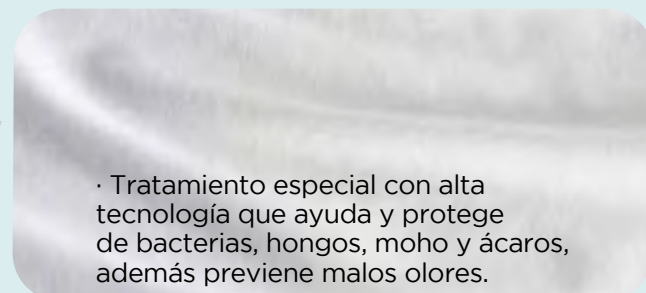 · Tratamiento especial con alta
tecnología que ayuda y protege
de bacterias, hongos, moho y ácaros,
además previene malos olores.